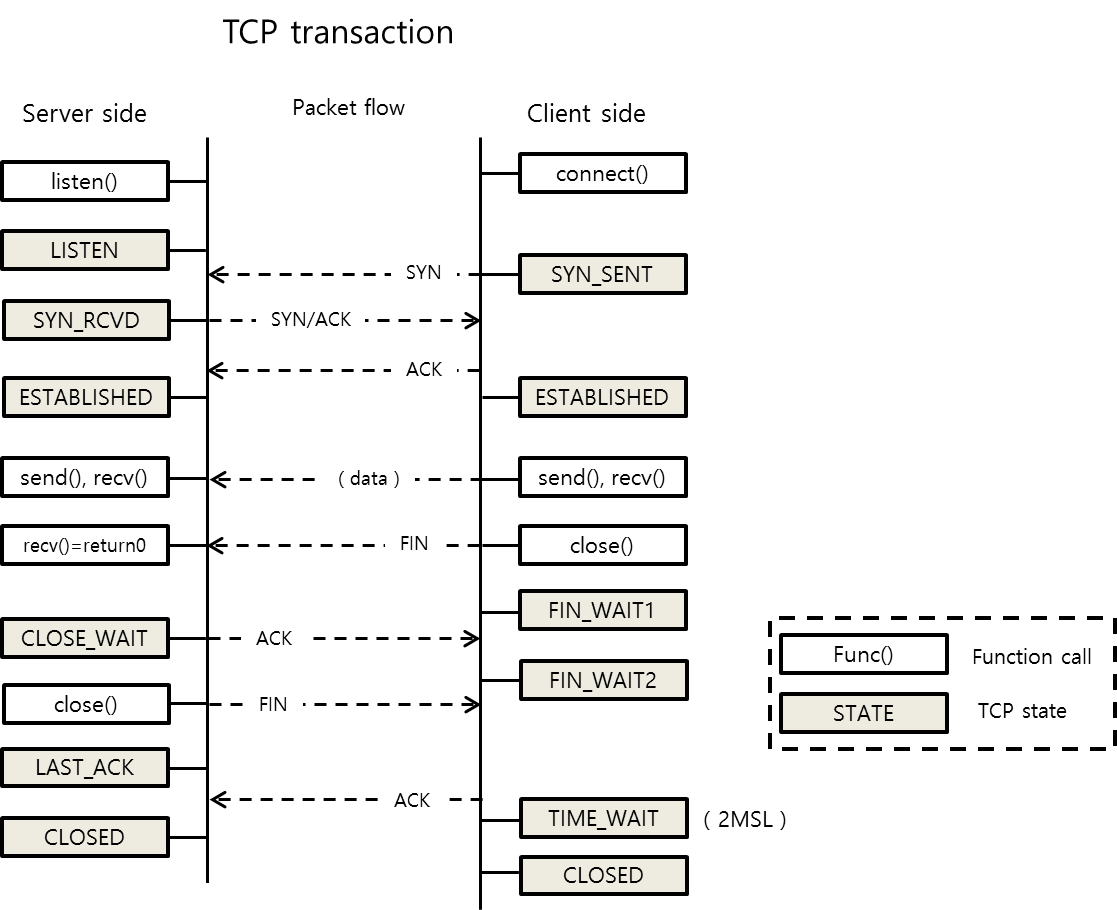 TCP transaction
Server side
Packet flow
Client side
listen()
connect()
LISTEN
SYN
SYN_SENT
SYN_RCVD
SYN/ACK
ACK
ESTABLISHED
ESTABLISHED
send(), recv()
( data )
send(), recv()
recv()=return0
FIN
close()
FIN_WAIT1
CLOSE_WAIT
ACK
FIN_WAIT2
close()
FIN
LAST_ACK
ACK
TIME_WAIT
( 2MSL )
CLOSED
CLOSED
Func()
Function call
STATE
TCP state